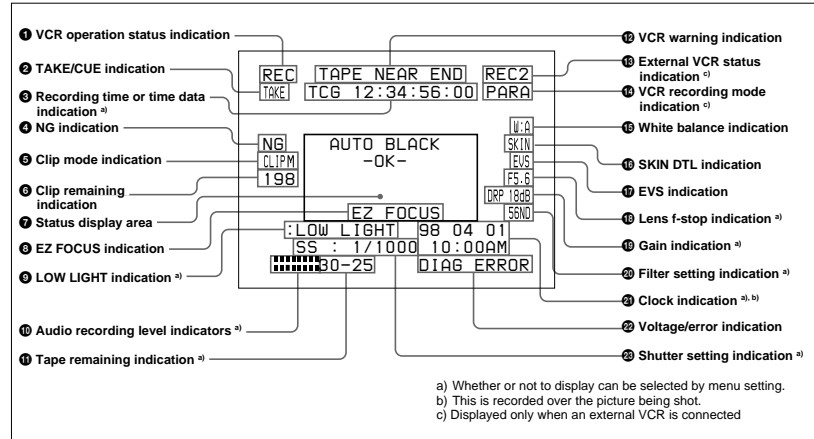 ❶ VCR operation status indication
❷ TAKE/CUE indication
❸ Recording time or time data
indication a)
❹ NG indication
❺ Clip mode indication
❻ Clip remaining
indication
❼ Status display area
❽ EZ FOCUS indication
❾ LOW LIGHT indication a)
❿ Audio recording level indicators a)
⓫ Tape remaining indication a)
REC TAPE NEAR END REC2
TAKE TCG 12:34:56:00 PARA
W:A
NG AUTO BLACK SKIN
CLIPM -OK- EVS
198 F5.6
DRP 18dB
EZ FOCUS 56ND
:LOW LIGHT 98 04 01
SS : 1/1000 10:00AM
30-25 DIAG ERROR
⓬ VCR warning indication
⓭ External VCR status
indication c)
⓮ VCR recording mode
indication c)
⓯ White balance indication
⓰ SKIN DTL indication
⓱ EVS indication
⓲ Lens f-stop indication a)
⓳ Gain indication a)
⓴ Filter setting indication a)
㉑ Clock indication a), b)
㉒ Voltage/error indication
㉓ Shutter setting indication a)
a) Whether or not to display can be selected by menu setting.
b) This is recorded over the picture being shot.
c) Displayed only when an external VCR is connected